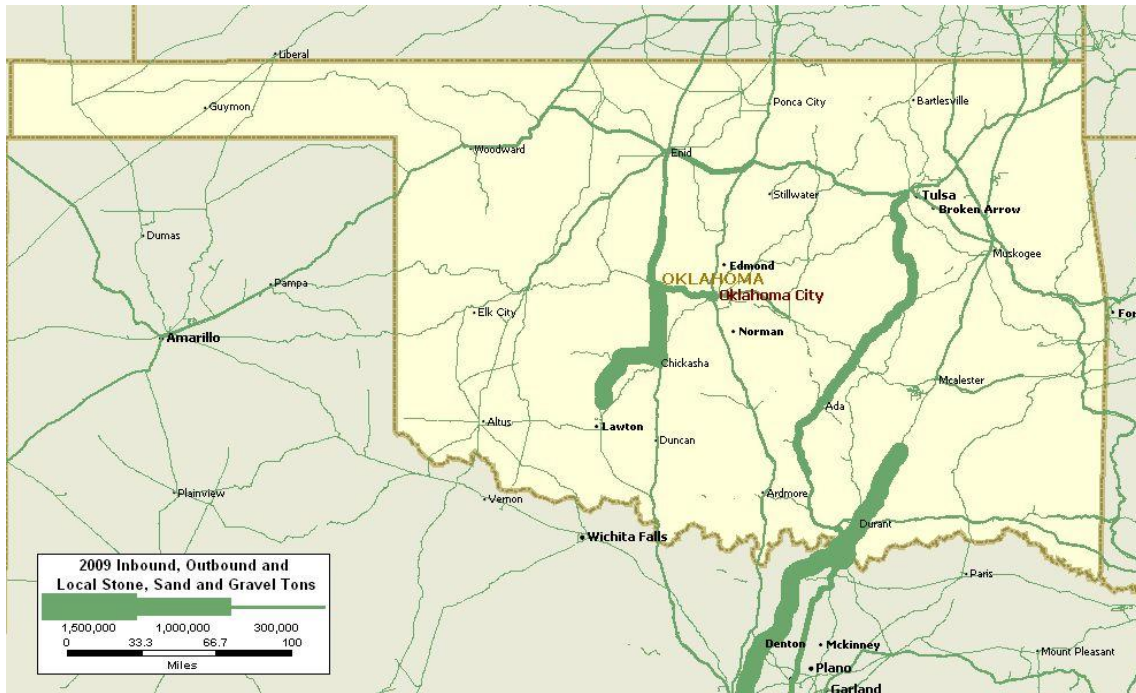 Liberal
Guymon
Ponca City
Bartlesville
Woodward
Enid
Stillwater
Tulsa
Broken Arrow
Dumas
Muskogee
Edmond
OKLAHOMA
Pampa
Oklahoma City
Elk City
For
Norman
Amarillo
Chickasha
Mcalester
Ada
Altus
Lawton
Duncan
Plainview
Vernon
Ardmore
Durant
Wichita Falls
Paris
2009 Inbound, Outbound and
Local Stone, Sand and Gravel Tons
1,500,000 1,000,000 300,000
0 33.3 66.7 100
Miles
Denton
Mckinney
Mount Pleasant
Plano
Garland